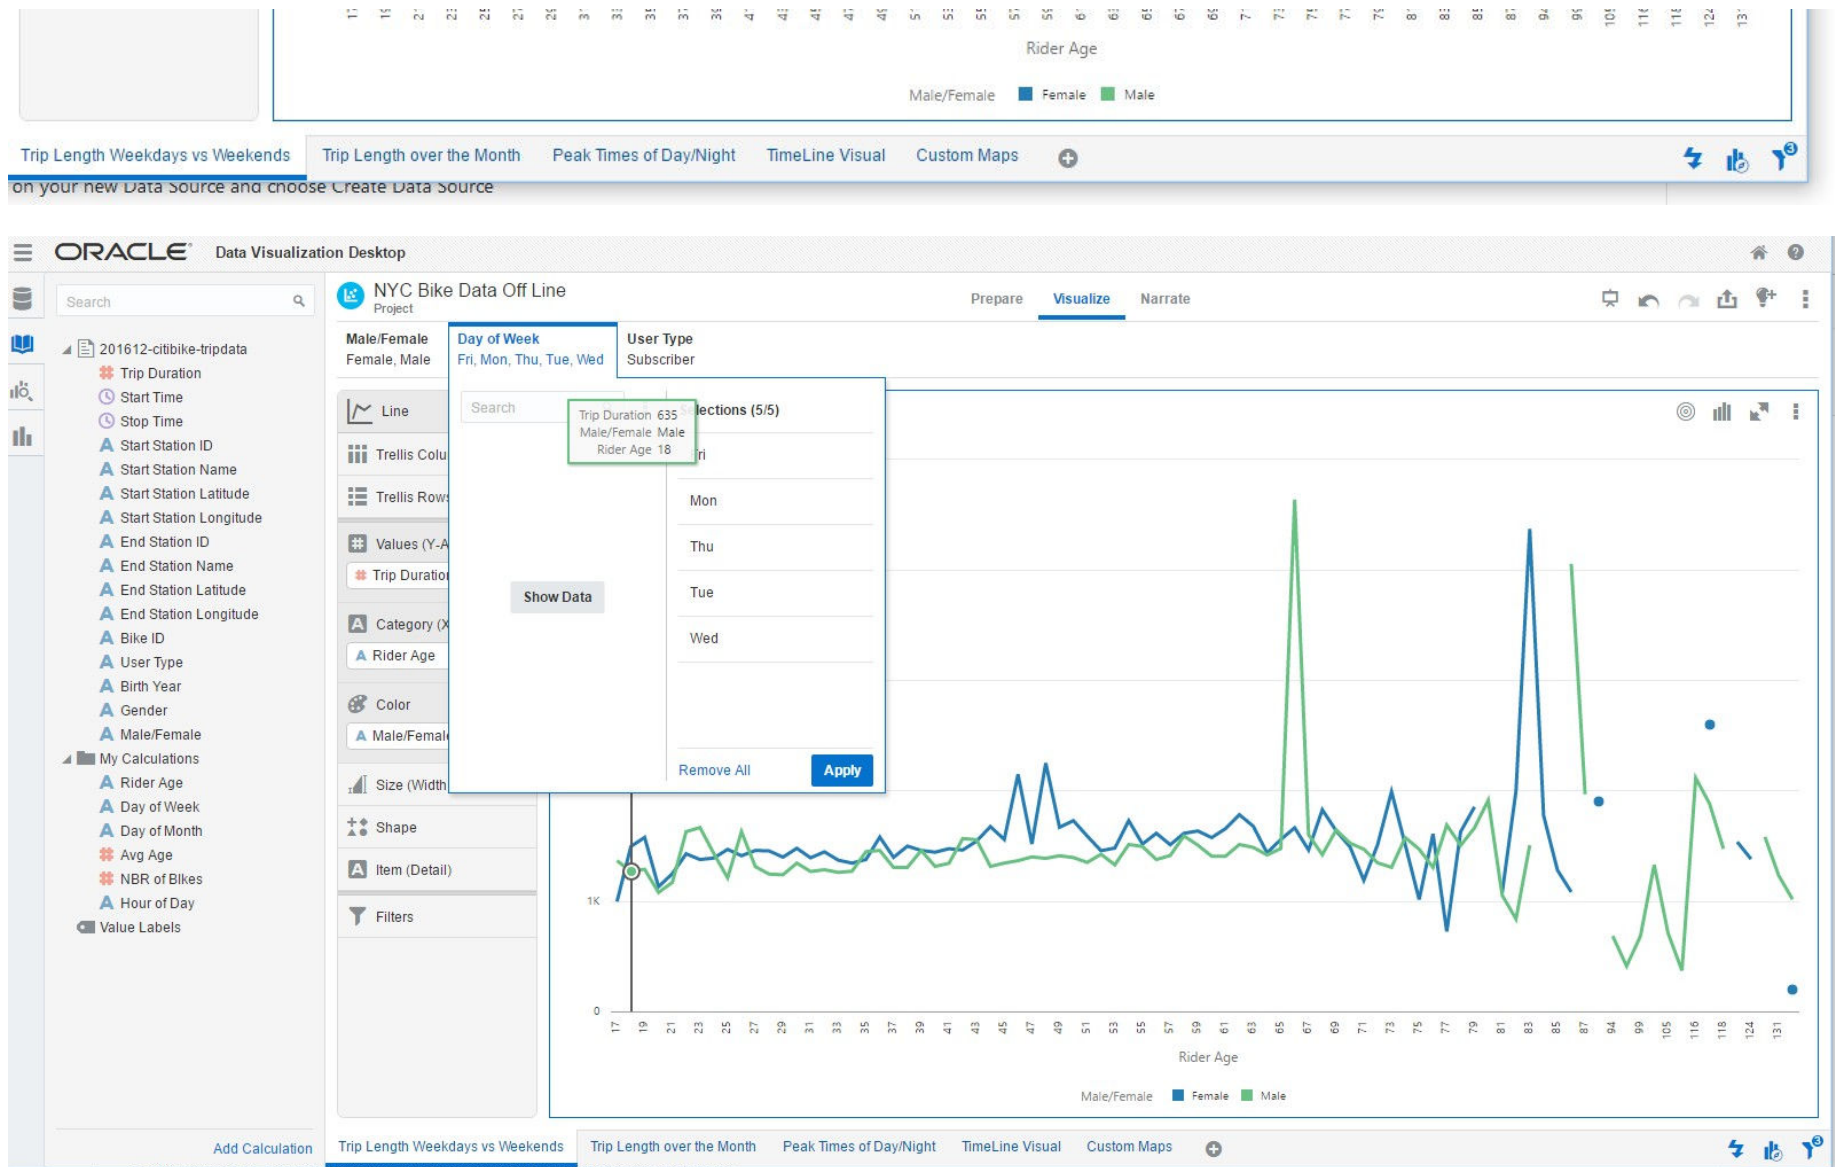 Rider Age
Male/Female Female Male
Trip Length Weekdays vs Weekends Trip Length over the Month Peak Times of Day/Night TimeLine Visual Custom Maps 3
on your new Data Source and choose Create Data Source
ORACLE Data Visualization Desktop
Search
NYC Bike Data Off Line
Project
Prepare Visualize Narrate
Male/Female
Female, Male
Day of Week
Fri, Mon, Thu, Tue, Wed
User Type
Subscriber
201612-citibike-tripdata
Trip Duration
Start Time
Stop Time
Start Station ID
Start Station Name
Start Station Latitude
Start Station Longitude
End Station ID
End Station Name
End Station Latitude
End Station Longitude
Bike ID
User Type
Birth Year
Gender
Male/Female
My Calculations
Rider Age
Day of Week
Day of Month
Avg Age
NBR of BIkes
Hour of Day
Value Labels
Add Calculation
Line
Trellis Colu
Trellis Rows
Values (Y-A
Trip Duration
Category (X
Rider Age
Color
Male/Female
Size (Width
Shape
Item (Detail)
Filters
Search
Trip Duration 635
Male/Female Male
Rider Age 18
lections (5/5)
ri
Mon
Thu
Tue
Wed
Show Data
Remove All Apply
1K
0
17 19 21 23 25 27 29 31 33 35 37 39 41 43 45 47 49 51 53 55 57 59 61 63 65 67 69 71 73 75 77 79 81 83 85 87 94 99 105 116 118 124 131
Rider Age
Male/Female Female Male
Trip Length Weekdays vs Weekends Trip Length over the Month Peak Times of Day/Night TimeLine Visual Custom Maps 3